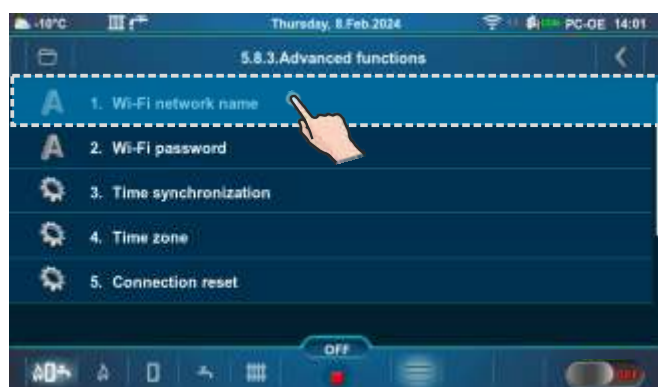 -10°C Thursday, 8.Feb.2024 PC-OE 14:01
5.8.3.Advanced functions
A 1. Wi-Fi network name
A 2. Wi-Fi password
3. Time synchronization
4. Time zone
5. Connection reset
OFF
OFF